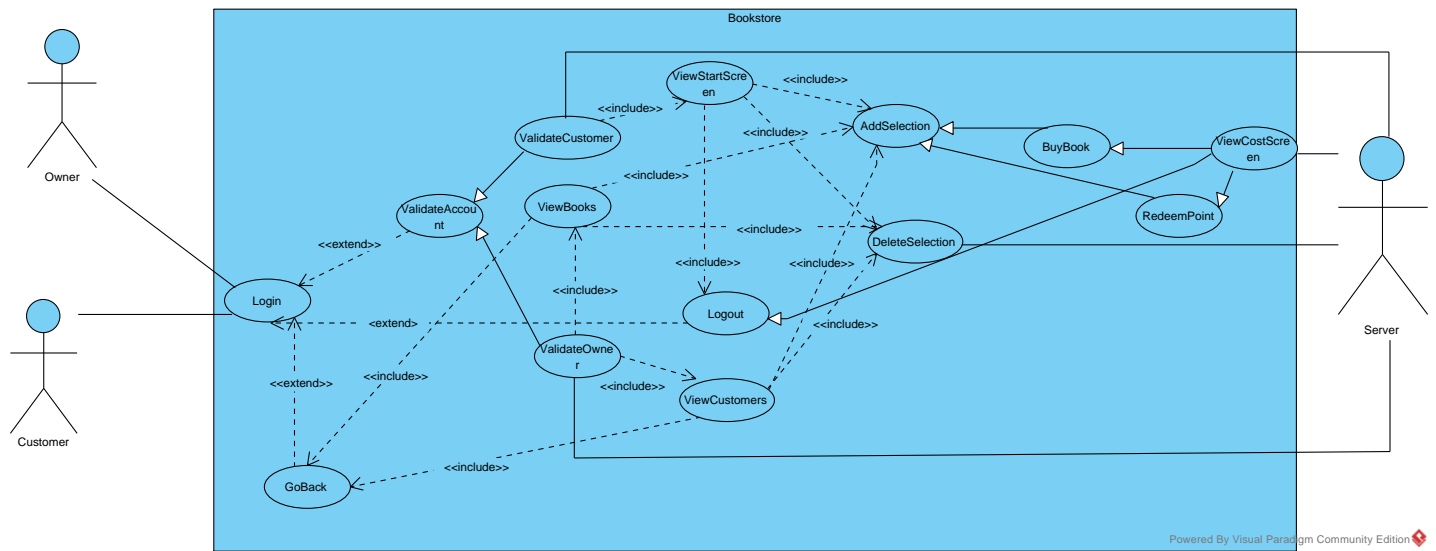 Bookstore
ViewStartScre
en
<<include>>
<<include>>
ValidateCustomer
AddSelection
<<include>>
BuyBook
ViewCostScre
en
Owner
<<include>>
ViewBooks
ValidateAccou
nt
RedeemPoint
<<extend>>
<<include>>
DeleteSelection
<<include>>
<<include>>
<<include>>
Login
Logout
<extend>
<<include>>
Server
ValidateOwne
r
<<include>>
<<extend>>
<<include>>
ViewCustomers
Customer
<<include>>
GoBack
Powered By Visual Paradigm Community Edition